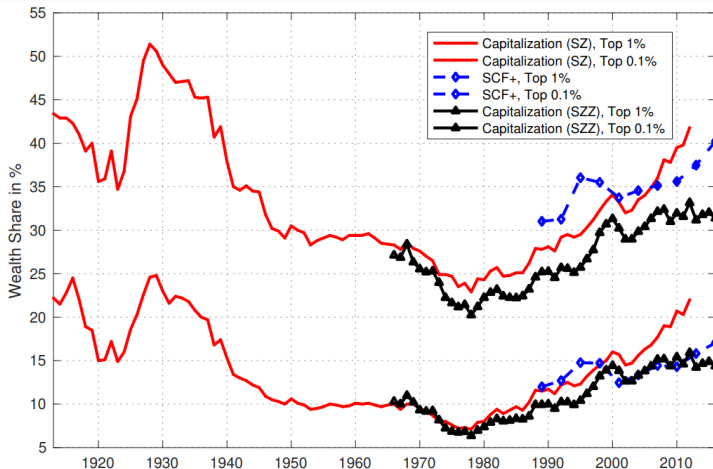 55
50
45
40
35
30
25
20
15
10
5
Wealth Share in %
Capitalization (SZ), Top 1%
Capitalization (SZ), Top 0.1%
SCF+, Top 1%
SCF+, Top 0.1%
Capitalization (SZZ), Top 1%
Capitalization (SZZ), Top 0.1%
1920 1930 1940 1950 1960 1970 1980 1990 2000 2010